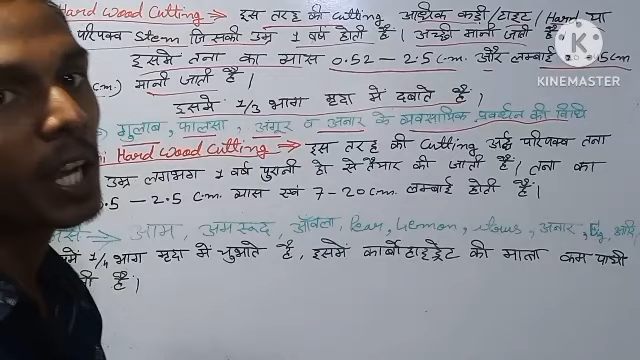 Hard Wood Cutting → इस तरह की Cutting अधिक कड़ी/टाइट/Hard या
परिपक्व Stem जिसकी उम्र 1 वर्ष होती है। अच्छी मानी जाती है।
इसमें तना का व्यास 0.52 – 2.5 c.m. और लम्बाई 15cm
(c.m.) मानी जाती है।
इसमें 1/3 भाग मृदा में दबाते हैं।
गुलाब, फालसा, अंगूर व अनार के व्यवसायिक प्रवर्धन की विधि
Hard Wood Cutting → इस तरह की Cutting अर्द्ध परिपक्व तना
उम्र लगभग 1 वर्ष पुरानी हो से तैयार की जाती है। तना का
0.5 – 2.5 c.m. व्यास एवं 7–20 c.m. लम्बाई होती है।
⇒ आम, अमरूद, आँवला, Pear, Lemon, अनार, आदि
1/4 भाग मृदा में चुभाते हैं, इसमें कार्बोहाइड्रेट की मात्रा कम पायी
है।
K
KINEMASTER